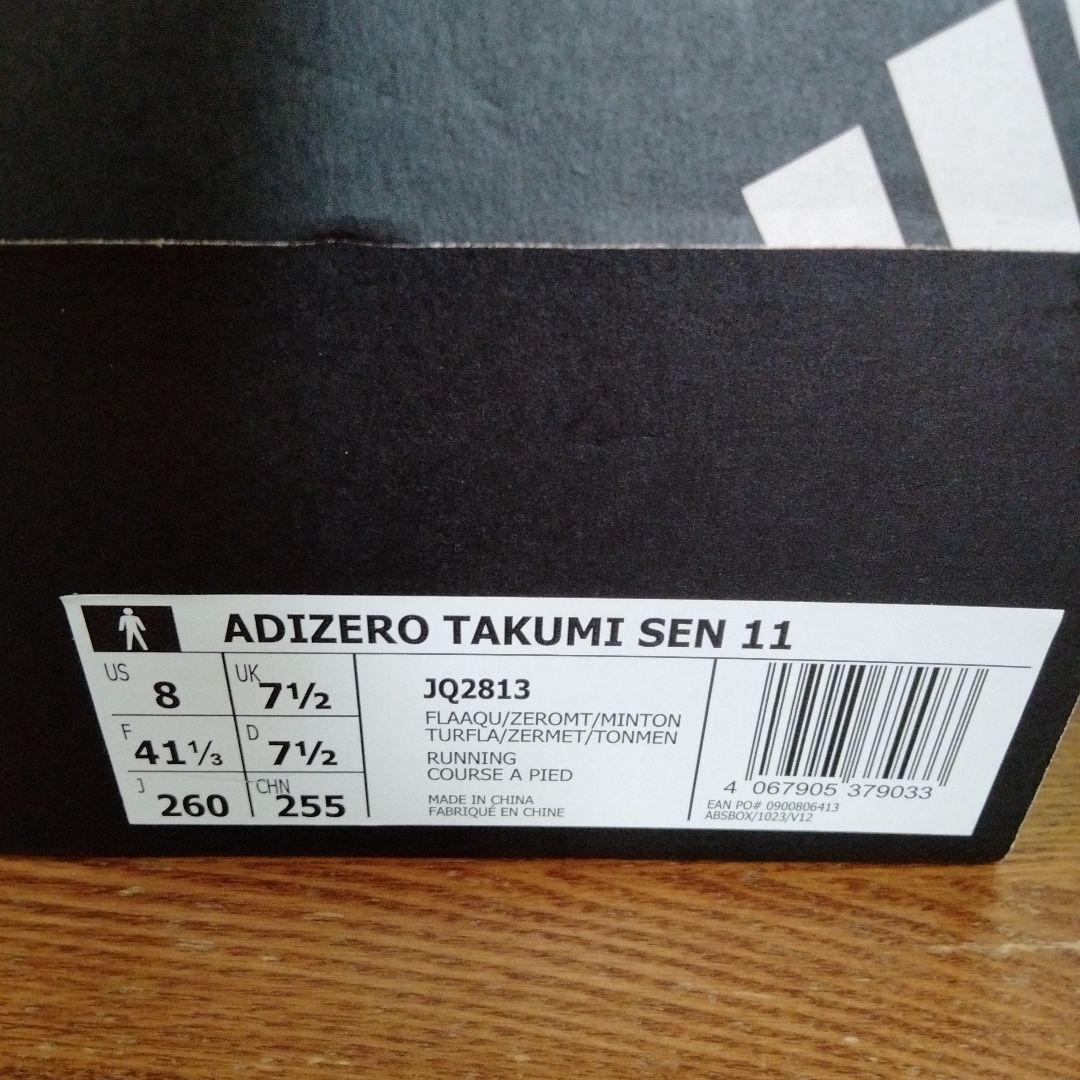 ADIZERO TAKUMI SEN 11
US 8
UK 7½
F 41⅓
D 7½
J 260
CHN 255
JQ2813
FLAAQU/ZEROMT/MINTON
TURFLA/ZERMET/TONMEN
RUNNING
COURSE A PIED
MADE IN CHINA
FABRIQUÉ EN CHINE
4 067905 379033
EAN PO# 0900806413
ABSBOX/1023/V12